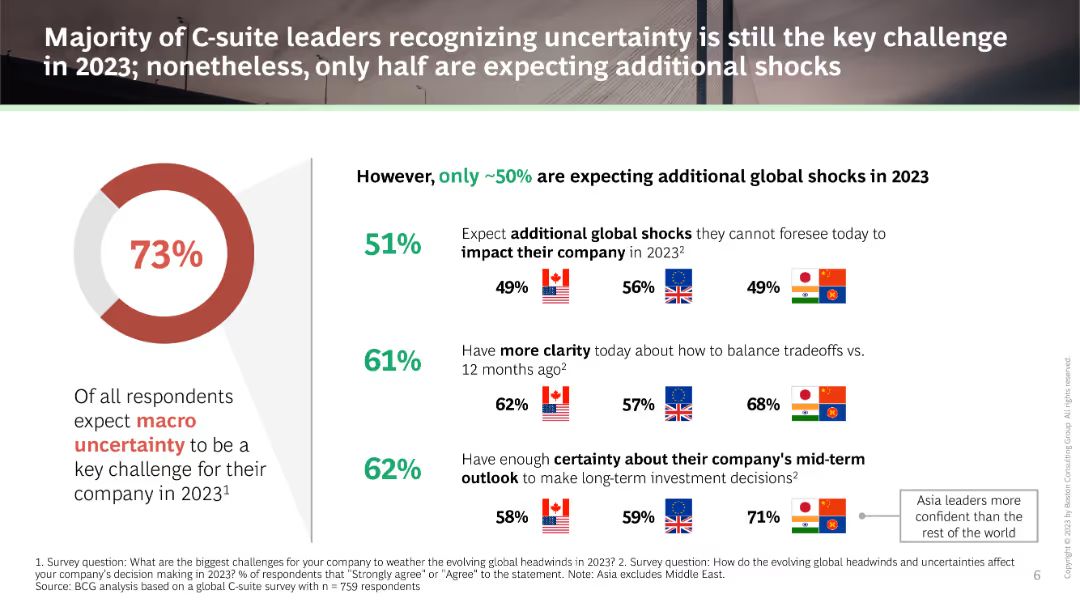 Majority of C-suite leaders recognizing uncertainty is still the key challenge
in 2023; nonetheless, only half are expecting additional shocks
73%
Of all respondents
expect macro
uncertainty to be a
key challenge for their
company in 2023¹
However, only ~50% are expecting additional global shocks in 2023
51%
Expect additional global shocks they cannot foresee today to
impact their company in 2023²
49%
56%
49%
61%
Have more clarity today about how to balance tradeoffs vs.
12 months ago²
62%
57%
68%
62%
Have enough certainty about their company's mid-term
outlook to make long-term investment decisions²
58%
59%
71%
Asia leaders more
confident than the
rest of the world
1. Survey question: What are the biggest challenges for your company to weather the evolving global headwinds in 2023? 2. Survey question: How do the evolving global headwinds and uncertainties affect
your company's decision making in 2023? % of respondents that "Strongly agree" or "Agree" to the statement. Note: Asia excludes Middle East.
Source: BCG analysis based on a global C-suite survey with n = 759 respondents
6
Copyright © 2023 by Boston Consulting Group. All rights reserved.